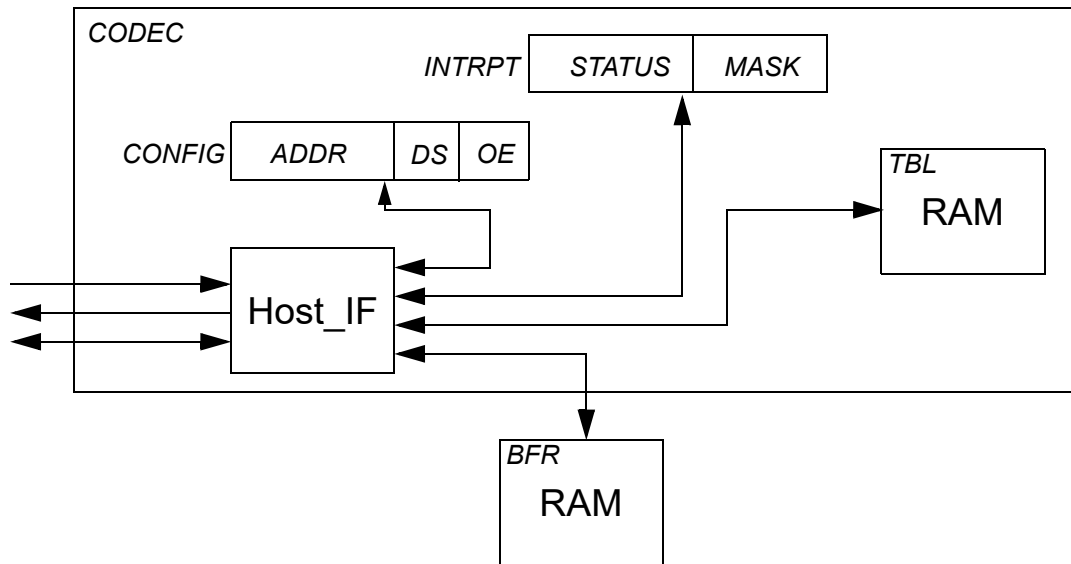 CODEC
INTRPT STATUS MASK
CONFIG ADDR DS OE
TBL
RAM
Host_IF
BFR
RAM